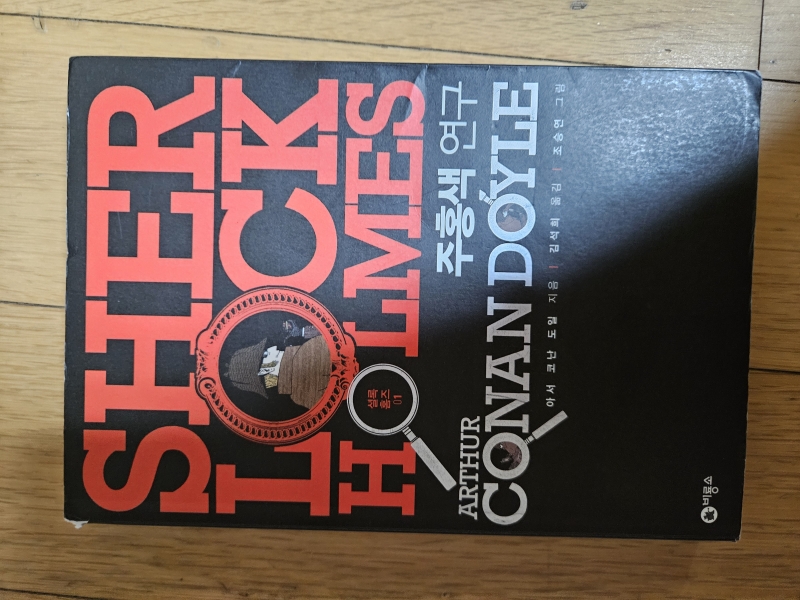 SHER
LOCK
HOLMES
셜록
홈즈
01
주홍색 연구
ARTHUR
CONAN DOYLE
아서 코난 도일 지음 | 김석희 옮김 | 조승연 그림
비룡소